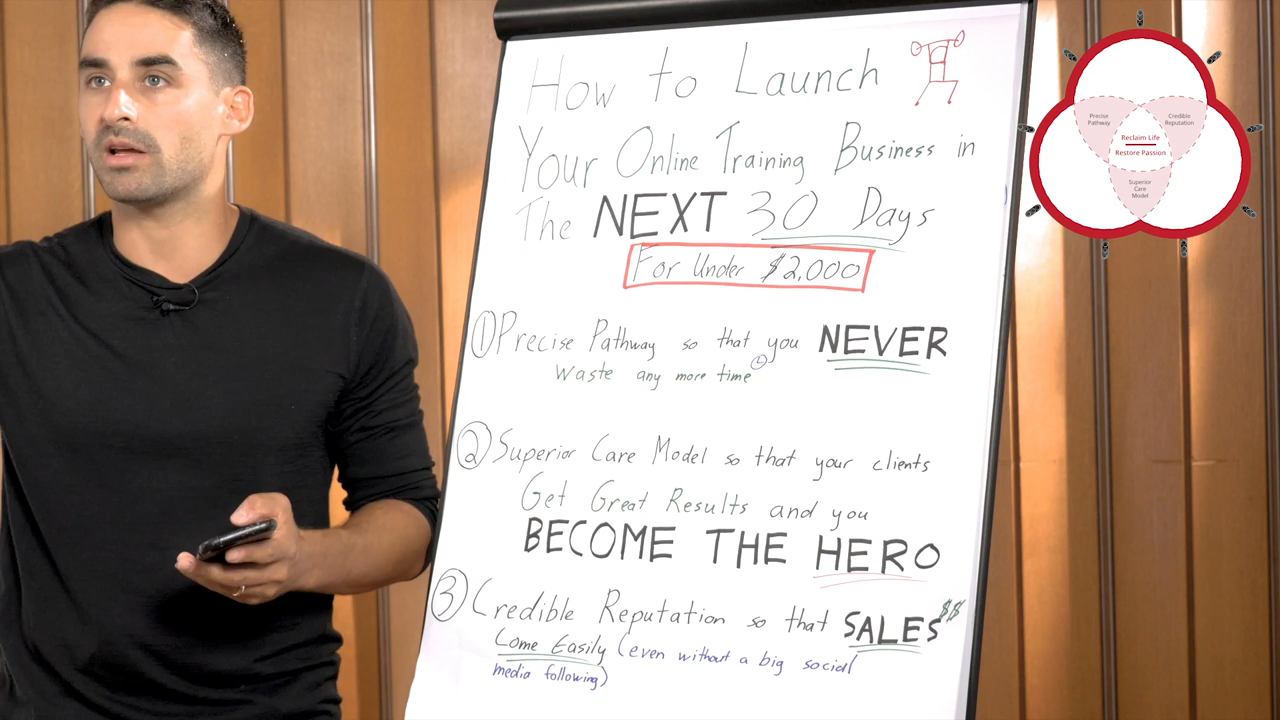 How to Launch
Your Online Training Business in
The NEXT 30 Days
For Under $2,000
① Precise Pathway so that you NEVER
waste any more time
② Superior Care Model so that your clients
Get Great Results and you
BECOME THE HERO
③ Credible Reputation so that SALES $$
Come Easily (even without a big social
media following)
Precise
Pathway
Credible
Reputation
Reclaim Life
Restore Passion
Superior
Care
Model